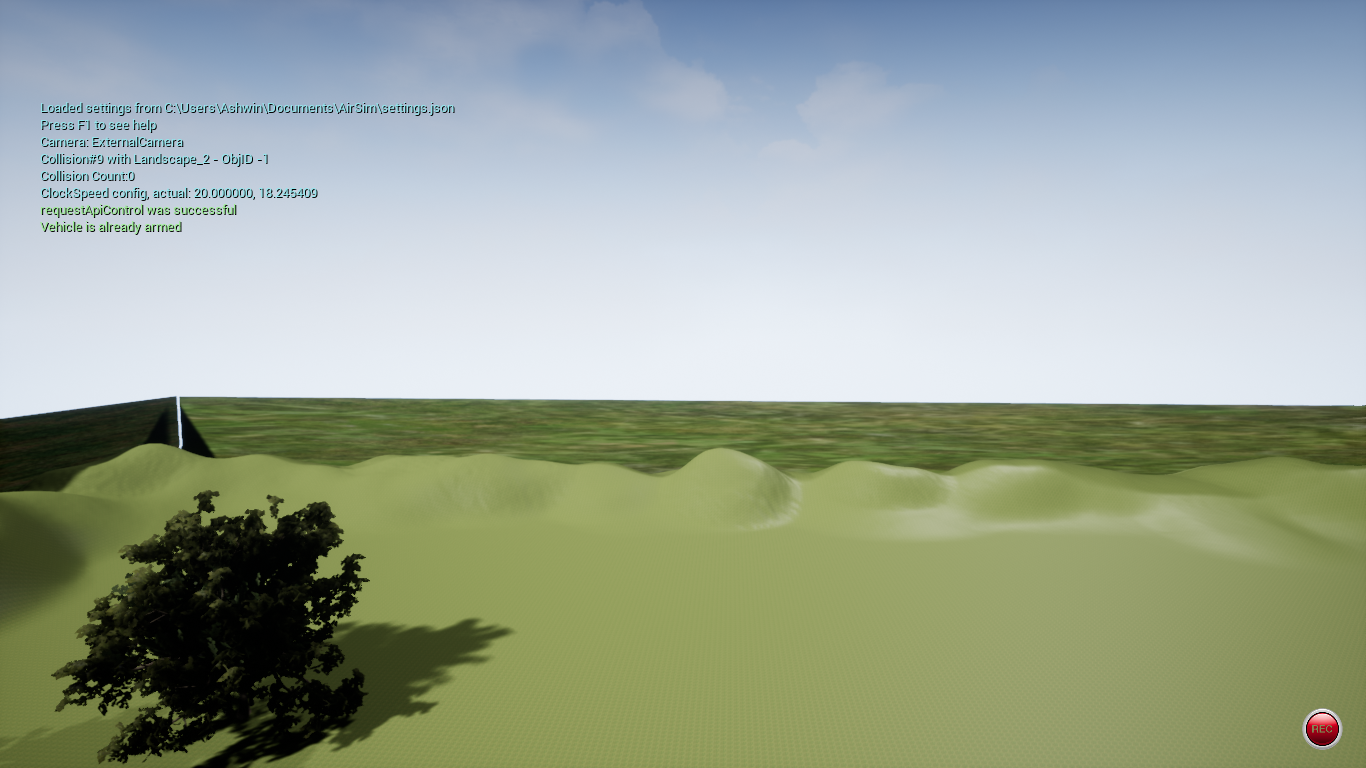 Loaded settings from C:\Users\Ashwin\Documents\AirSim\settings.json
Press F1 to see help
Camera: ExternalCamera
Collision#9 with Landscape_2 - ObjID -1
Collision Count:0
ClockSpeed config, actual: 20.000000, 18.245409
requestApiControl was successful
Vehicle is already armed
REC